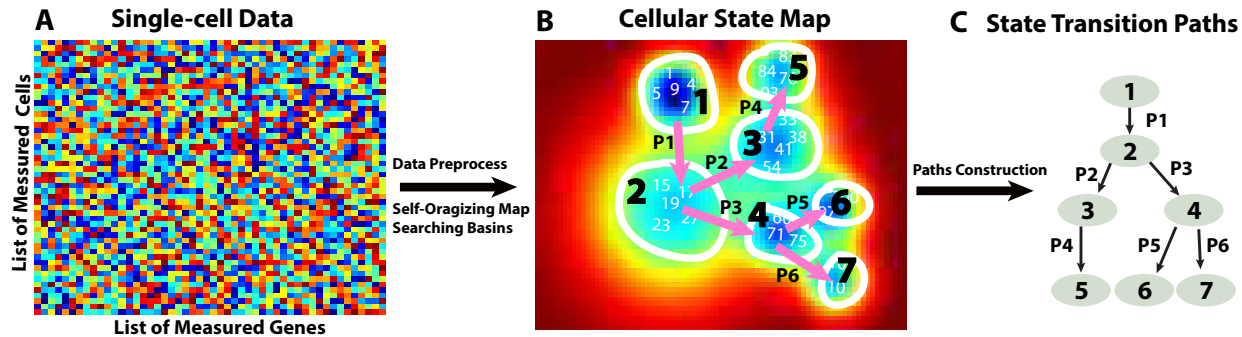 A Single-cell Data
List of Messured Cells
List of Measured Genes
Data Preprocess
Self-Oragizing Map
Searching Basins
B Cellular State Map
1
5 9 4
7
1
84 7
5
P4
P1
3
31 38
41
54
P2
2
15 17
19
23 27
P3
4
71 75
P5
6
P6
7
10
Paths Construction
C State Transition Paths
1
P1
2
P2 P3
3 4
P4 P5 P6
5 6 7